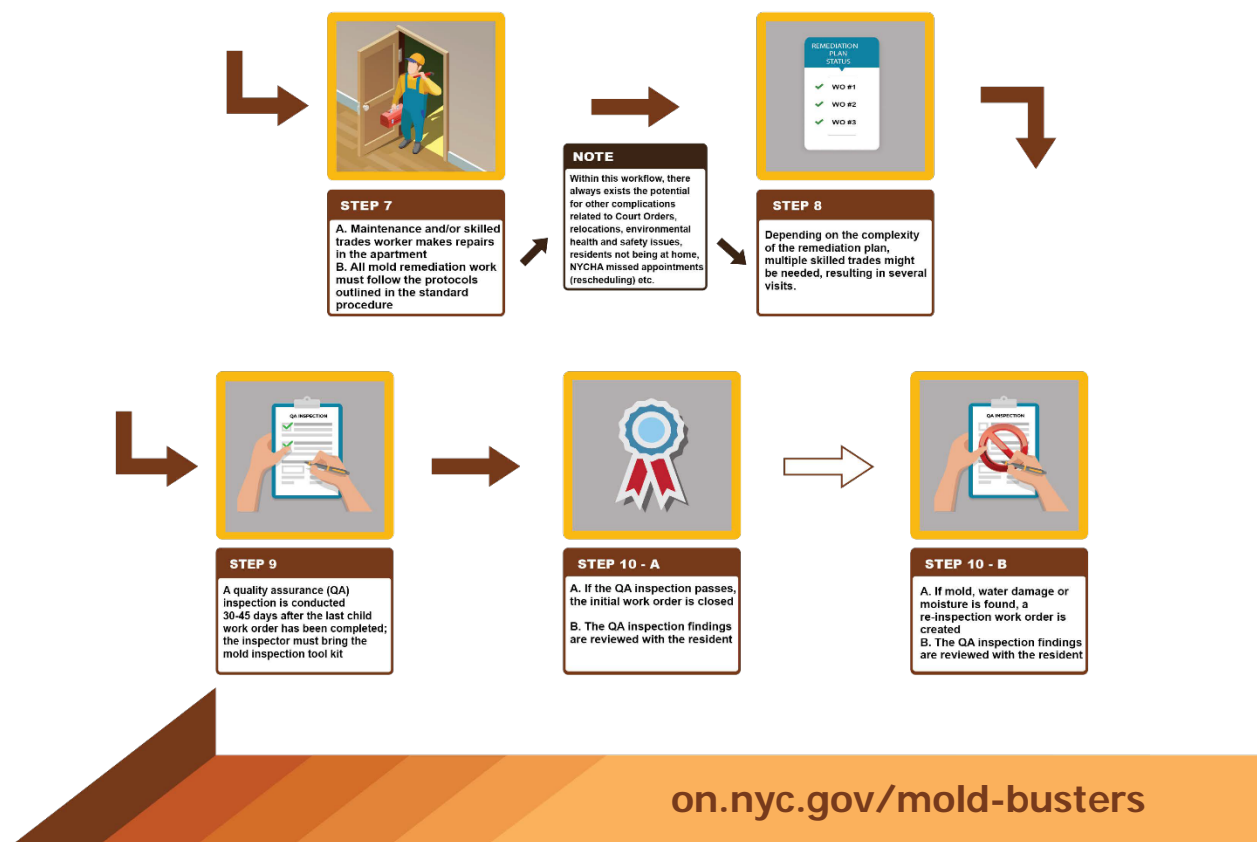 REMEDIATION
PLAN
STATUS
WO #1
WO #2
WO #3
STEP 7
A. Maintenance and/or skilled
trades worker makes repairs
in the apartment
B. All mold remediation work
must follow the protocols
outlined in the standard
procedure
NOTE
Within this workflow, there
always exists the potential
for other complications
related to Court Orders,
relocations, environmental
health and safety issues,
residents not being at home,
NYCHA missed appointments
(rescheduling) etc.
STEP 8
Depending on the complexity
of the remediation plan,
multiple skilled trades might
be needed, resulting in several
visits.
QA INSPECTION
STEP 9
A quality assurance (QA)
inspection is conducted
30-45 days after the last child
work order has been completed;
the inspector must bring the
mold inspection tool kit
STEP 10 - A
A. If the QA inspection passes,
the initial work order is closed
B. The QA inspection findings
are reviewed with the resident
QA INSPECTION
STEP 10 - B
A. If mold, water damage or
moisture is found, a
re-inspection work order is
created
B. The QA inspection findings
are reviewed with the resident
on.nyc.gov/mold-busters